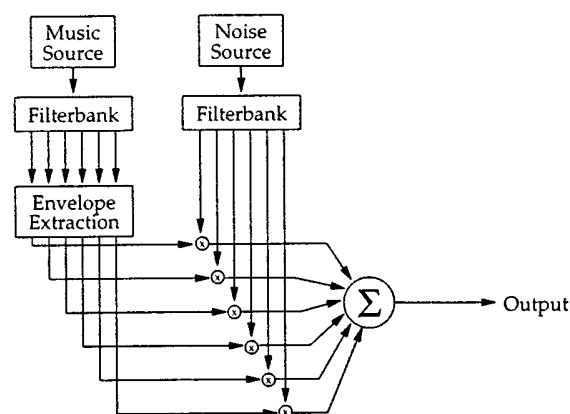 Music
Source
Noise
Source
Filterbank
Filterbank
Envelope
Extraction
x
x
x
x
x
x
Σ
Output